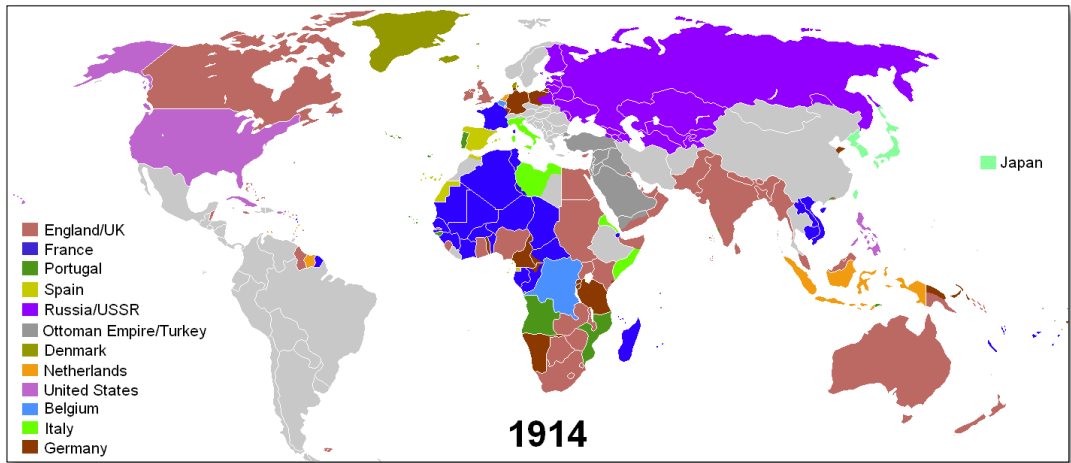 Japan
England/UK
France
Portugal
Spain
Russia/USSR
Ottoman Empire/Turkey
Denmark
Netherlands
United States
Belgium
Italy
Germany
1914